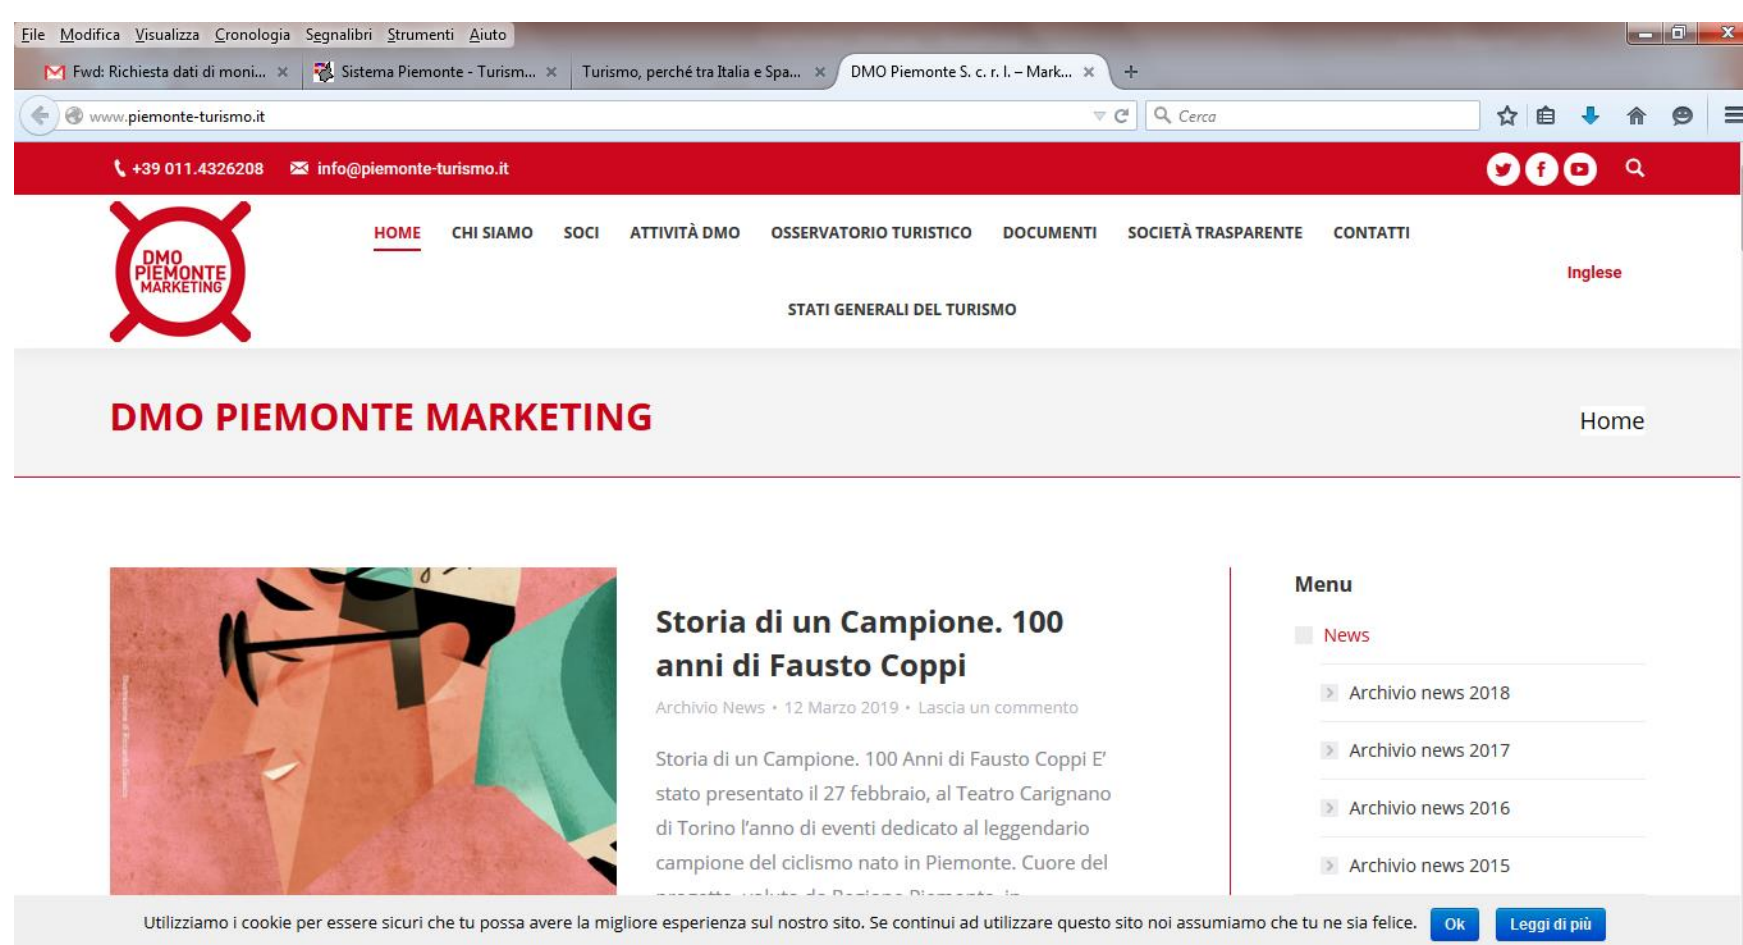 File Modifica Visualizza Cronologia Segnalibri Strumenti Aiuto
Fwd: Richiesta dati di moni... × Sistema Piemonte - Turism... × Turismo, perché tra Italia e Spa... × DMO Piemonte S. c. r. l. – Mark... × +
www.piemonte-turismo.it Cerca
+39 011.4326208 info@piemonte-turismo.it
DMO
PIEMONTE
MARKETING
HOME CHI SIAMO SOCI ATTIVITÀ DMO OSSERVATORIO TURISTICO DOCUMENTI SOCIETÀ TRASPARENTE CONTATTI
Inglese
STATI GENERALI DEL TURISMO
DMO PIEMONTE MARKETING
Home
Storia di un Campione. 100
anni di Fausto Coppi
Archivio News • 12 Marzo 2019 • Lascia un commento
Storia di un Campione. 100 Anni di Fausto Coppi E’
stato presentato il 27 febbraio, al Teatro Carignano
di Torino l’anno di eventi dedicato al leggendario
campione del ciclismo nato in Piemonte. Cuore del
Menu
News
Archivio news 2018
Archivio news 2017
Archivio news 2016
Archivio news 2015
Utilizziamo i cookie per essere sicuri che tu possa avere la migliore esperienza sul nostro sito. Se continui ad utilizzare questo sito noi assumiamo che tu ne sia felice. Ok Leggi di più